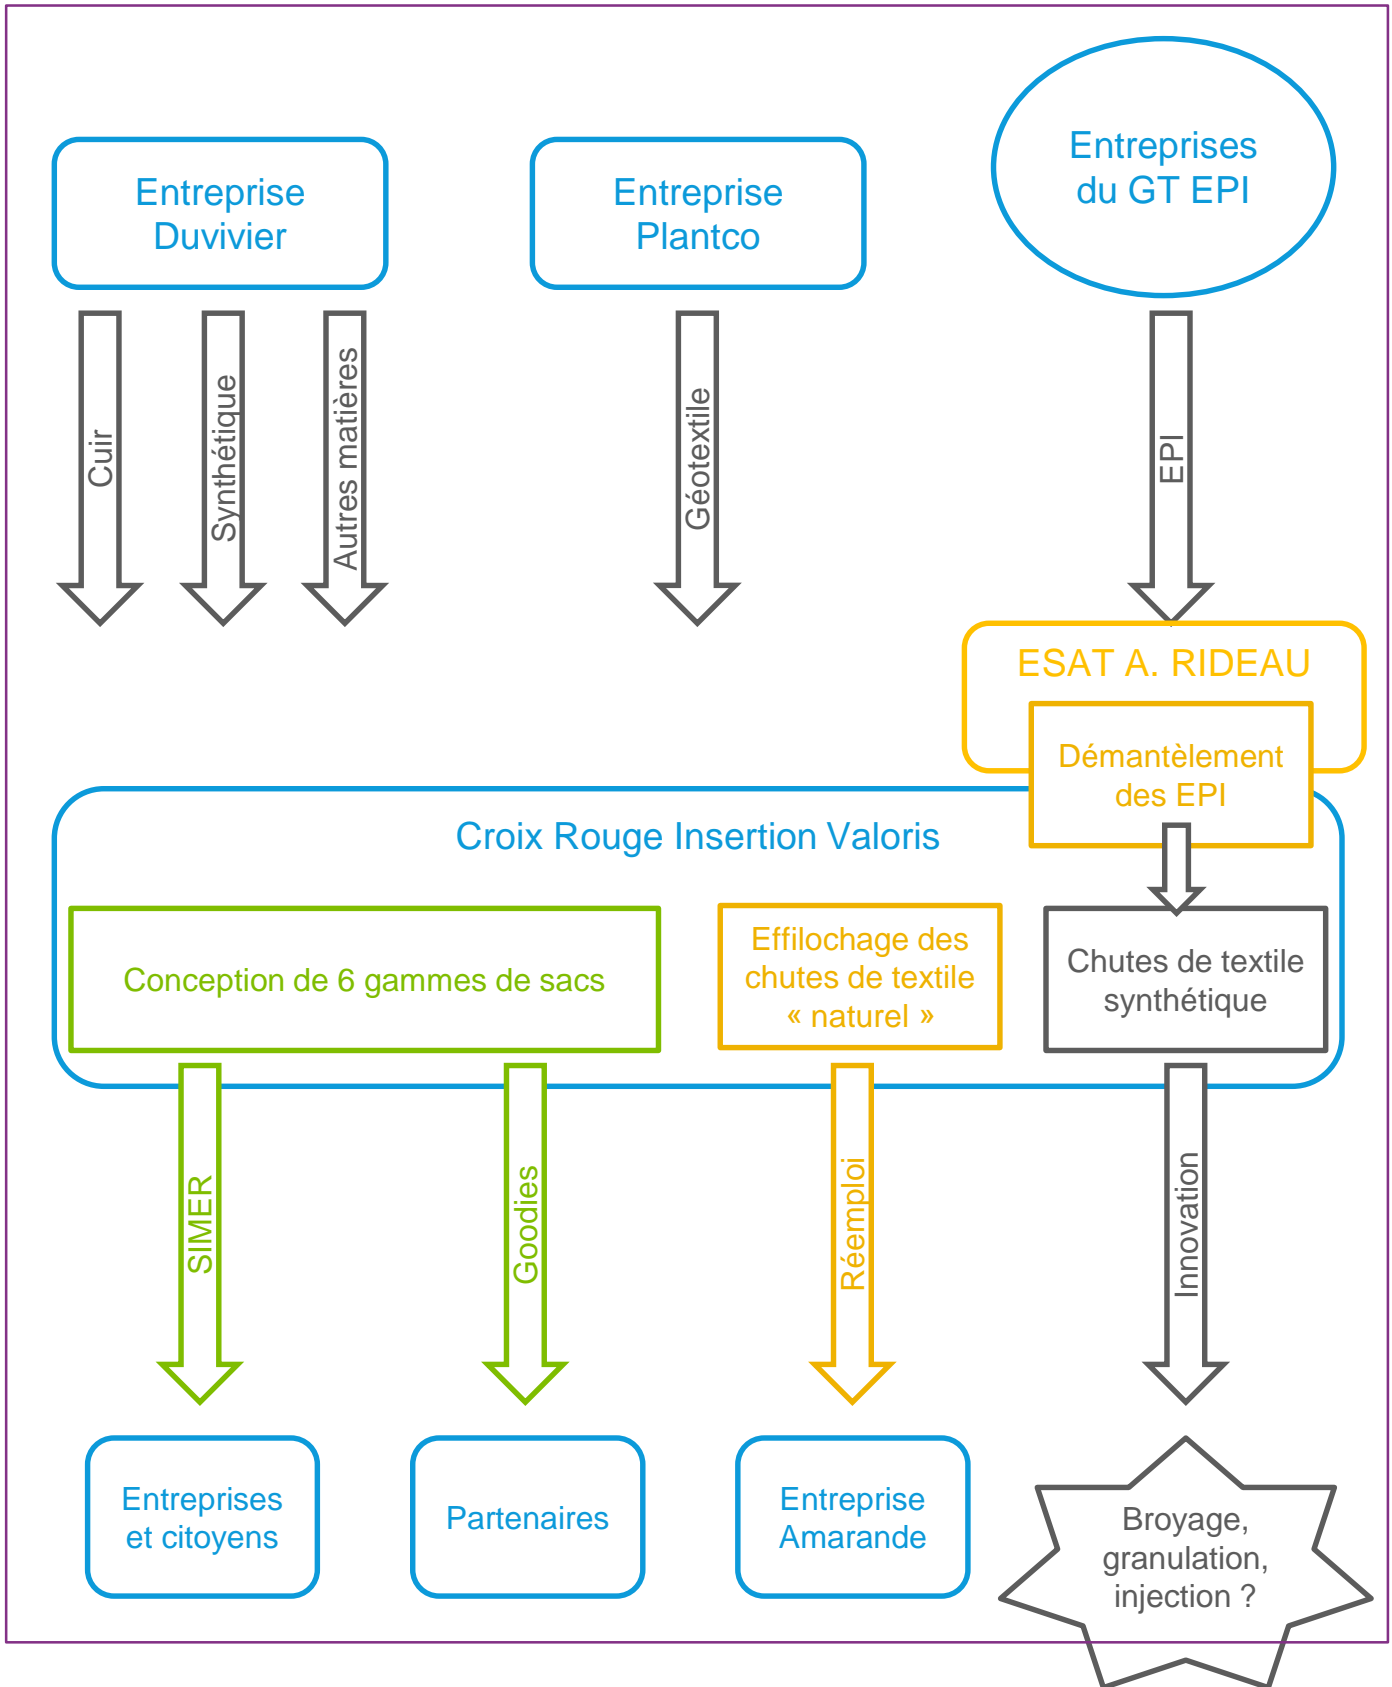 Entreprise
Duvivier
Entreprise
Plantco
Entreprises
du GT EPI
Cuir
Synthétique
Autres matières
Géotextile
EPI
ESAT A. RIDEAU
Démantèlement
des EPI
Croix Rouge Insertion Valoris
Conception de 6 gammes de sacs
Effilochage des
chutes de textile
« naturel »
Chutes de textile
synthétique
SIMER
Goodies
Réemploi
Innovation
Entreprises
et citoyens
Partenaires
Entreprise
Amarande
Broyage,
granulation,
injection ?